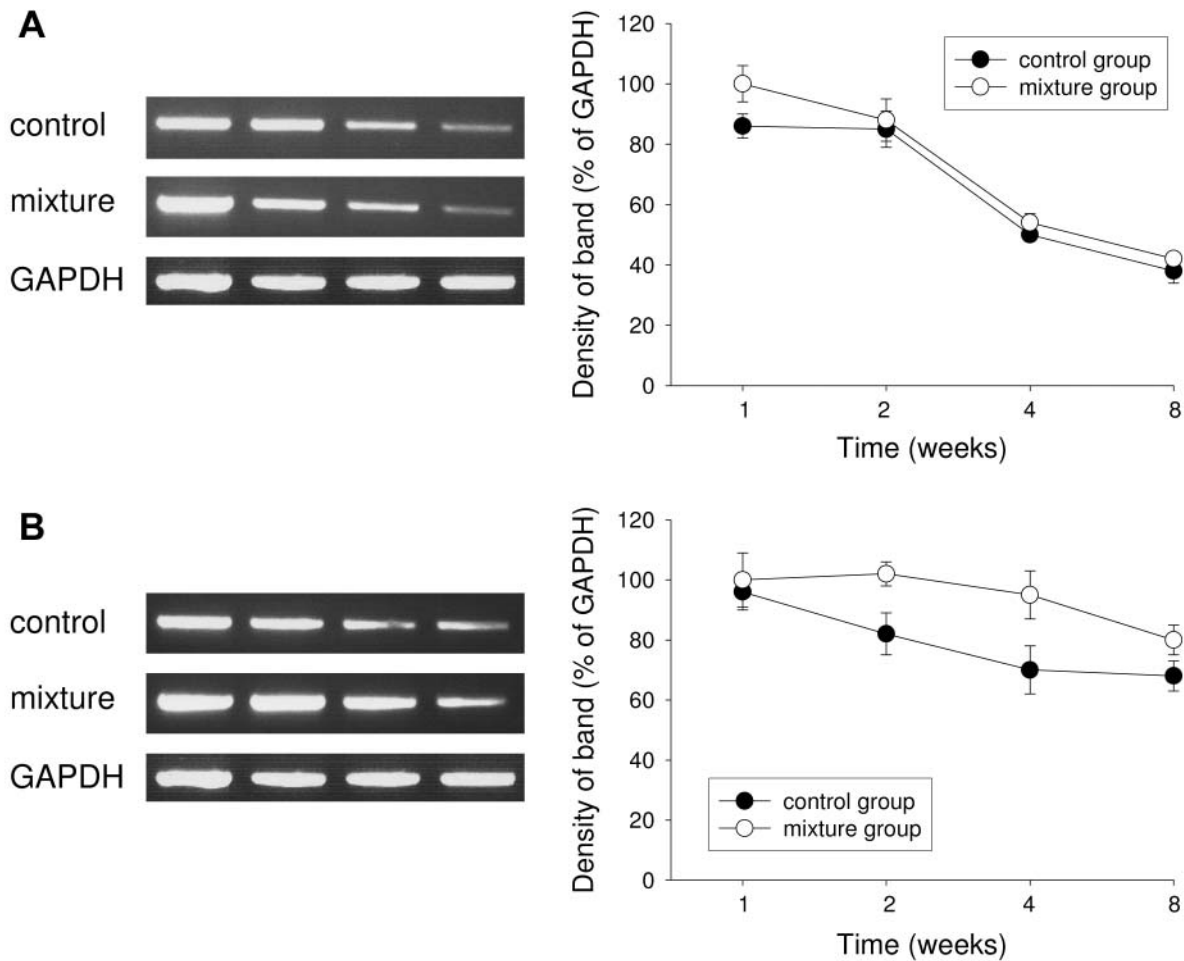 A
control
mixture
GAPDH
Density of band (% of GAPDH)
120
100
80
60
40
20
0
control group
mixture group
1 2 4 8
Time (weeks)
B
control
mixture
GAPDH
Density of band (% of GAPDH)
120
100
80
60
40
20
0
control group
mixture group
1 2 4 8
Time (weeks)